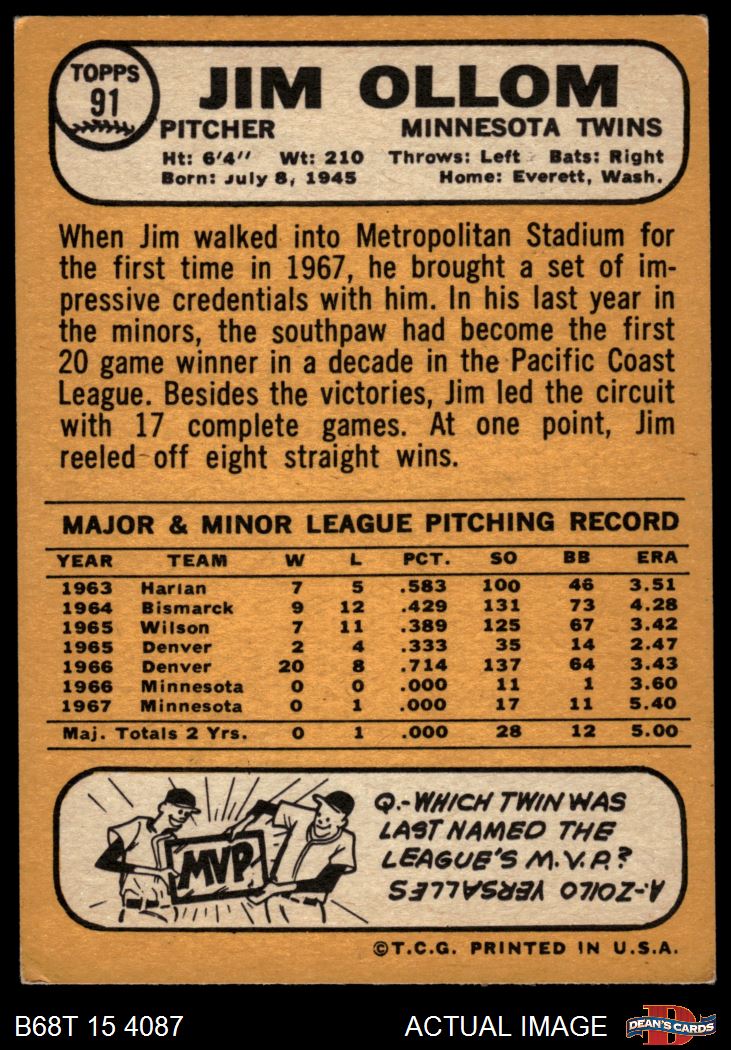 TOPPS
91
JIM OLLOM
PITCHER MINNESOTA TWINS
Ht: 6'4" Wt: 210 Throws: Left Bats: Right
Born: July 8, 1945 Home: Everett, Wash.
When Jim walked into Metropolitan Stadium for
the first time in 1967, he brought a set of im-
pressive credentials with him. In his last year in
the minors, the southpaw had become the first
20 game winner in a decade in the Pacific Coast
League. Besides the victories, Jim led the circuit
with 17 complete games. At one point, Jim
reeled off eight straight wins.
MAJOR & MINOR LEAGUE PITCHING RECORD
YEAR TEAM W L PCT. SO BB ERA
1963 Harlan 7 5 .583 100 46 3.51
1964 Bismarck 9 12 .429 131 73 4.28
1965 Wilson 7 11 .389 125 67 3.42
1965 Denver 2 4 .333 35 14 2.47
1966 Denver 20 8 .714 137 64 3.43
1966 Minnesota 0 0 .000 11 1 3.60
1967 Minnesota 0 1 .000 17 11 5.40
Maj. Totals 2 Yrs. 0 1 .000 28 12 5.00
MVP
Q.-WHICH TWIN WAS
LAST NAMED THE
LEAGUE'S M.V.P.?
A-ZOILO VERSALLES
©T.C.G. PRINTED IN U.S.A.
B68T 15 4087 ACTUAL IMAGE
D
DEAN'S CARDS